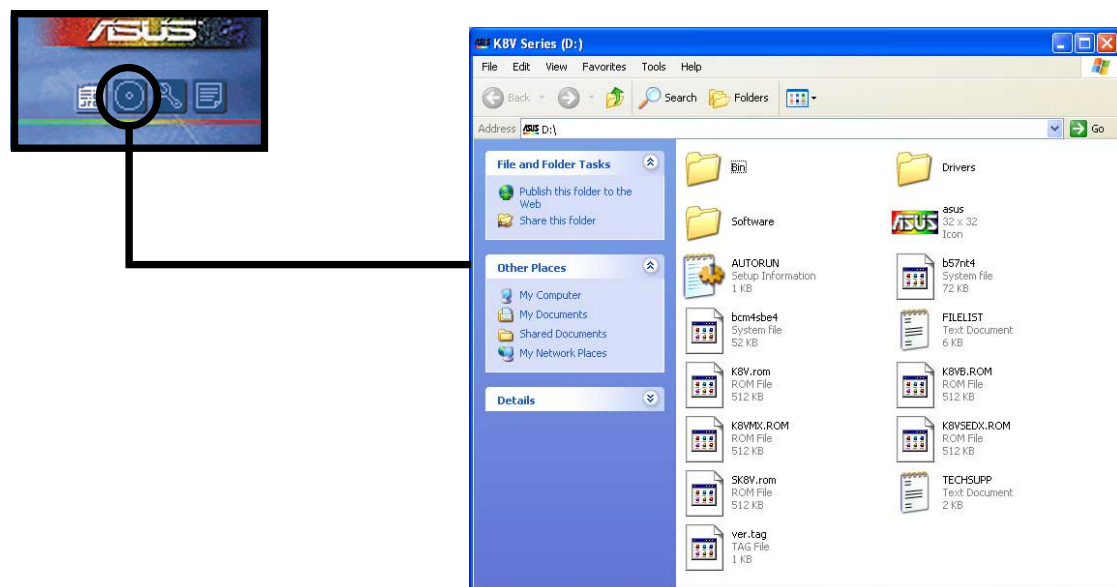 ASUS
K8V Series (D:)
File Edit View Favorites Tools Help
Back Search Folders
Address D:\ Go
File and Folder Tasks
Publish this folder to the
Web
Share this folder
Other Places
My Computer
My Documents
Shared Documents
My Network Places
Details
Bin
Drivers
Software
ASUS
asus
32 x 32
Icon
AUTORUN
Setup Information
1 KB
b57nt4
System file
72 KB
bcm4sbe4
System file
52 KB
FILELIST
Text Document
6 KB
K8V.rom
ROM File
512 KB
K8VB.ROM
ROM File
512 KB
K8VMX.ROM
ROM File
512 KB
K8VSEDX.ROM
ROM File
512 KB
SK8V.rom
ROM File
512 KB
TECHSUPP
Text Document
2 KB
ver.tag
TAG File
1 KB